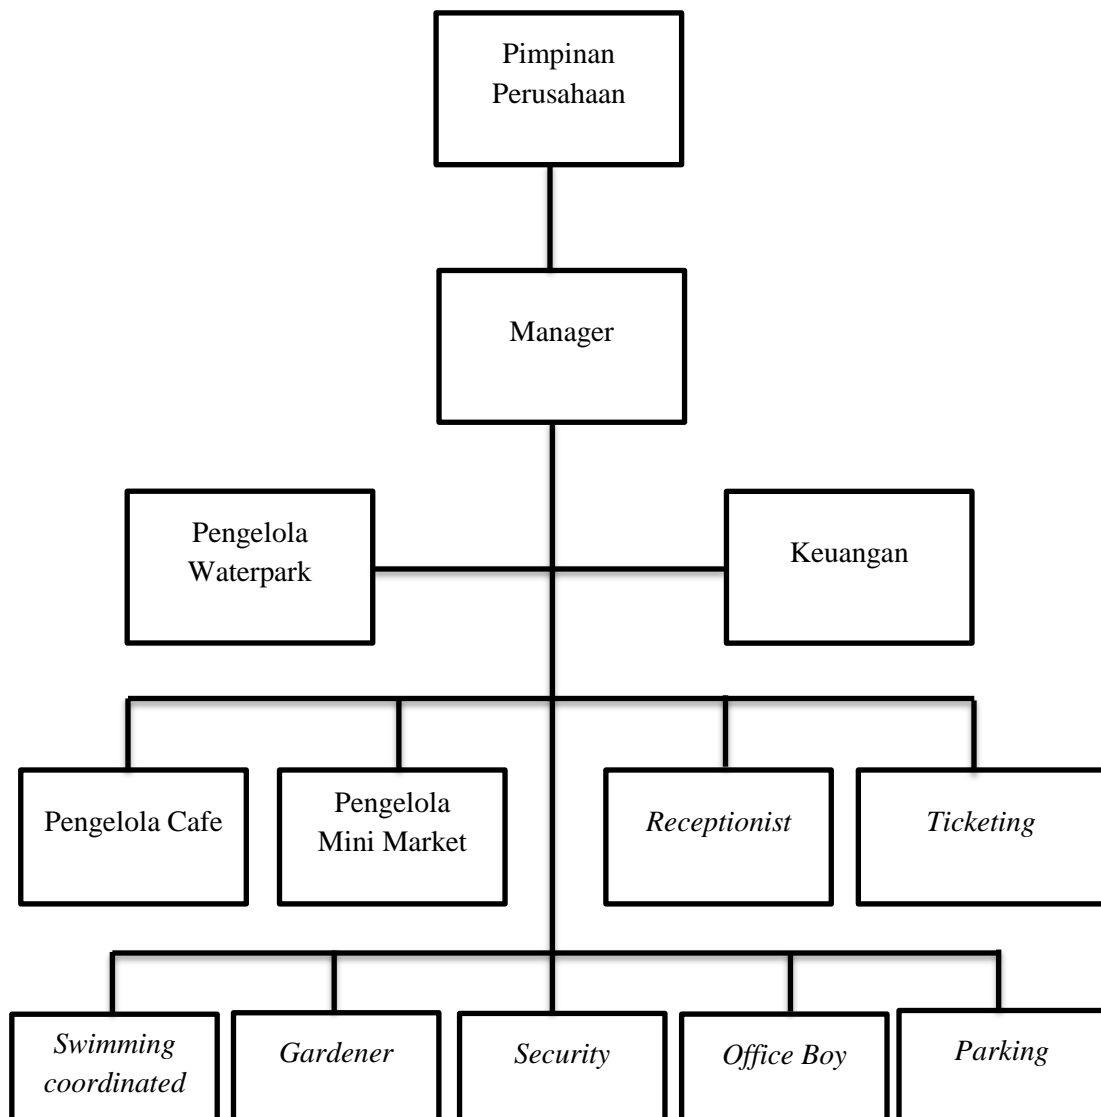 Pimpinan
Perusahaan
Manager
Pengelola
Waterpark
Keuangan
Pengelola Cafe
Pengelola
Mini Market
Receptionist
Ticketing
Swimming
coordinated
Gardener
Security
Office Boy
Parking